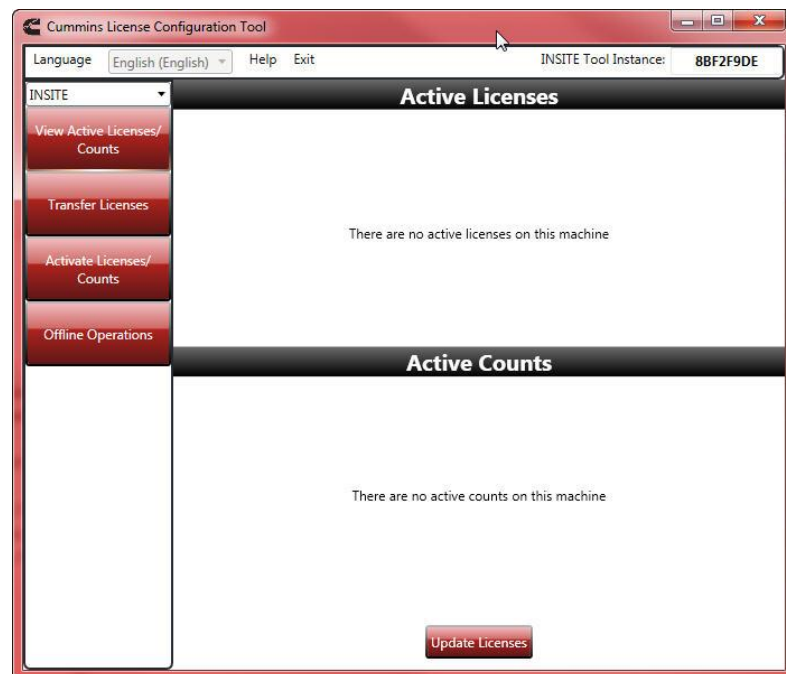 Cummins License Configuration Tool
Language English (English) Help Exit INSITE Tool Instance: 8BF2F9DE
INSITE
Active Licenses
View Active Licenses/
Counts
Transfer Licenses
There are no active licenses on this machine
Activate Licenses/
Counts
Offline Operations
Active Counts
There are no active counts on this machine
Update Licenses